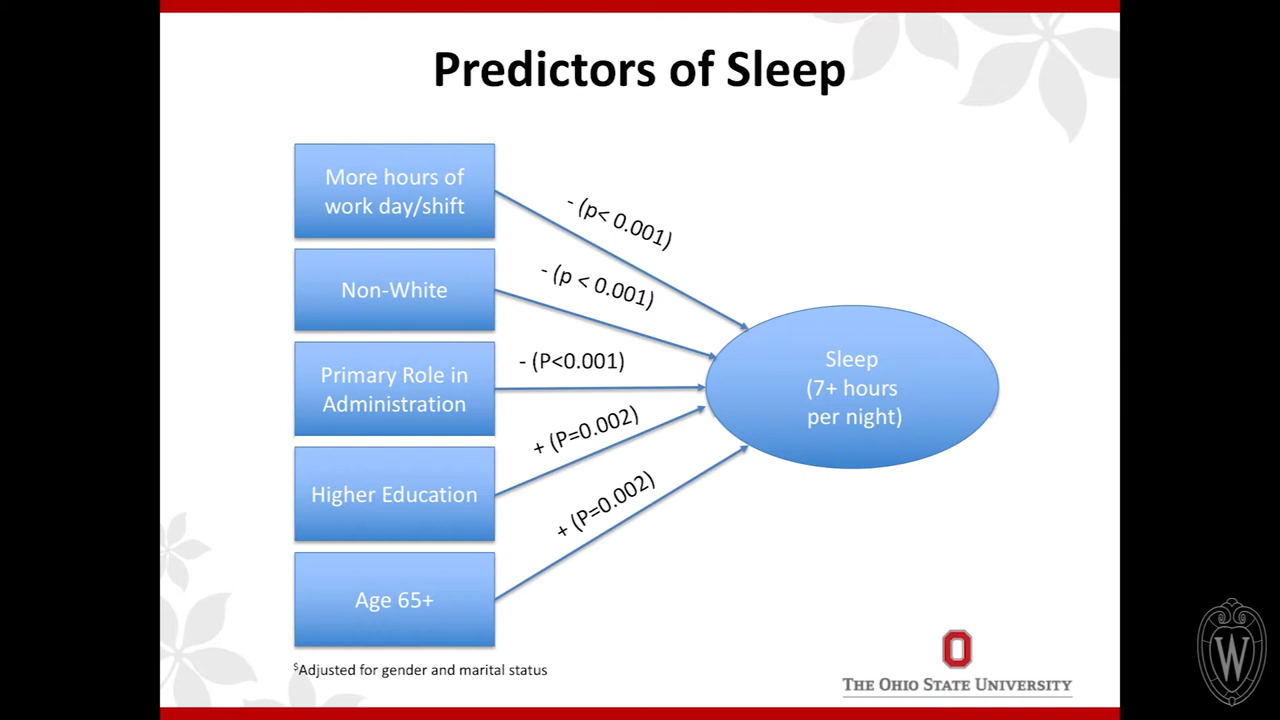 Predictors of Sleep
More hours of
work day/shift
- (p< 0.001)
Non-White
- (p < 0.001)
Primary Role in
Administration
- (P<0.001)
Higher Education
+ (P=0.002)
Age 65+
+ (P=0.002)
Sleep
(7+ hours
per night)
$Adjusted for gender and marital status
O
THE OHIO STATE UNIVERSITY
W